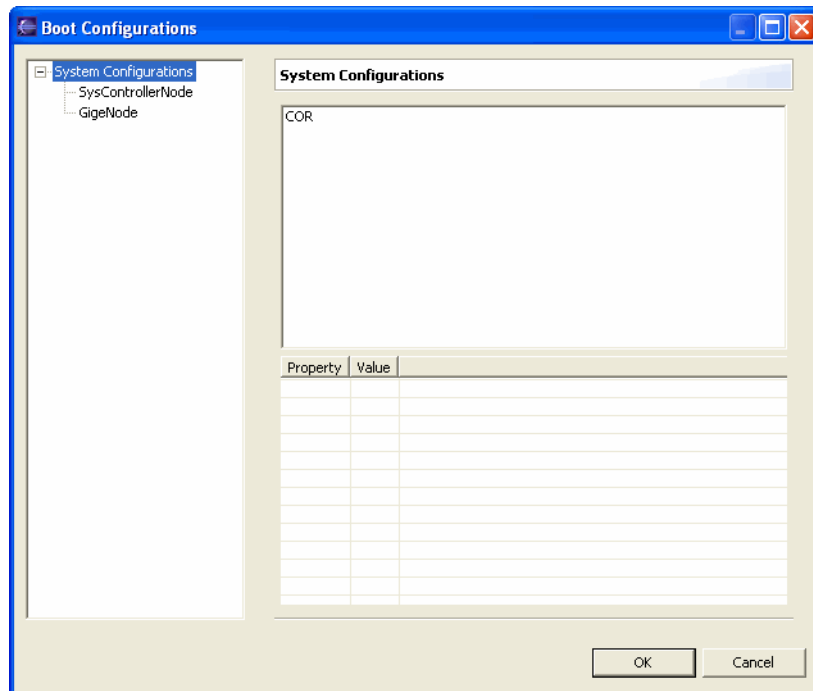 Boot Configurations
System Configurations
SysControllerNode
GigeNode
System Configurations
COR
Property Value
OK Cancel